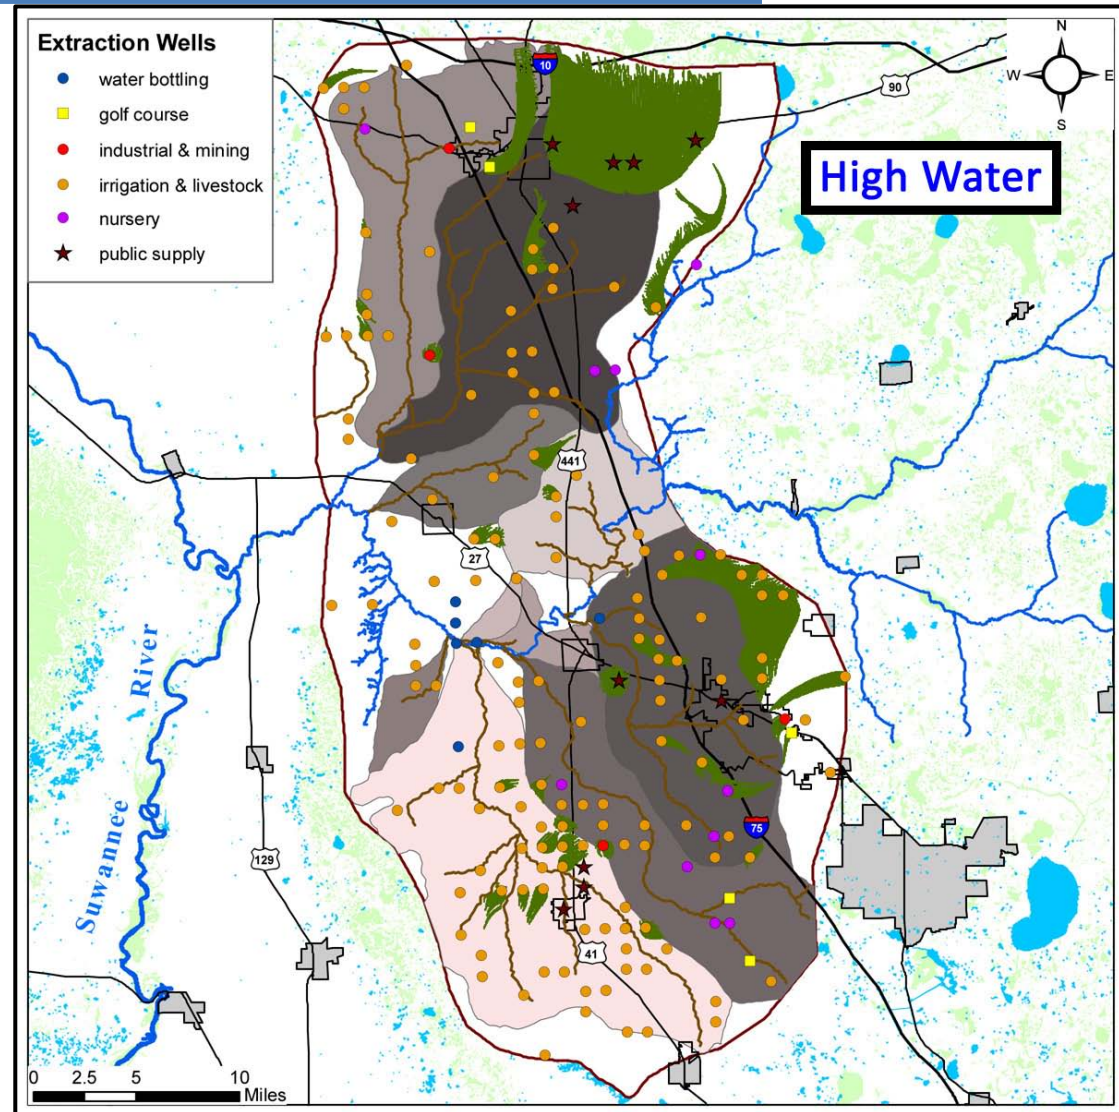 Extraction Wells
water bottling
golf course
industrial & mining
irrigation & livestock
nursery
public supply
N
W
E
S
10
90
High Water
441
27
129
75
41
Suwannee River
0 2.5 5 10
Miles